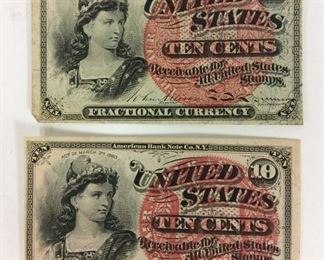 UNITED
STATES
TEN CENTS
Receivable for
All United States
Stamps.
FRACTIONAL CURRENCY
American Bank Note Co. N.Y.
ACT OF MARCH 3RD 1863
10
UNITED
STATES
TEN CENTS
Receivable for
All United States
Stamps